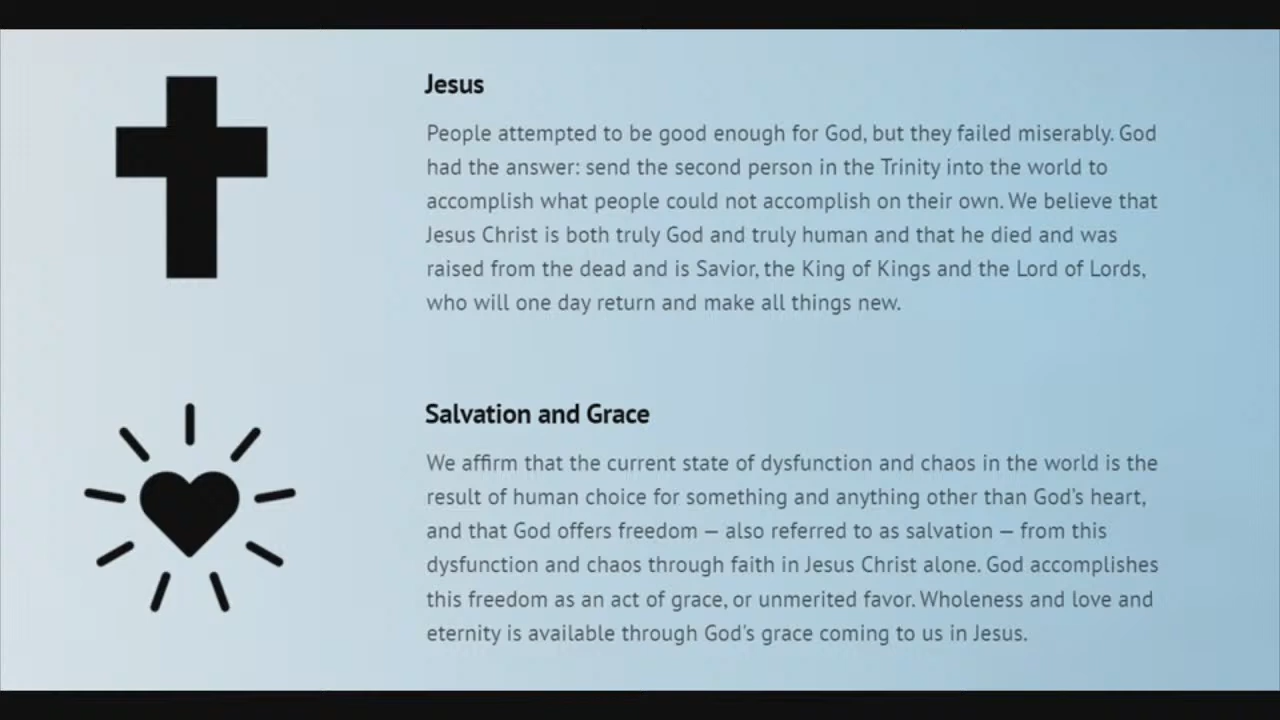 Jesus
People attempted to be good enough for God, but they failed miserably. God
had the answer: send the second person in the Trinity into the world to
accomplish what people could not accomplish on their own. We believe that
Jesus Christ is both truly God and truly human and that he died and was
raised from the dead and is Savior, the King of Kings and the Lord of Lords,
who will one day return and make all things new.
Salvation and Grace
We affirm that the current state of dysfunction and chaos in the world is the
result of human choice for something and anything other than God's heart,
and that God offers freedom — also referred to as salvation — from this
dysfunction and chaos through faith in Jesus Christ alone. God accomplishes
this freedom as an act of grace, or unmerited favor. Wholeness and love and
eternity is available through God's grace coming to us in Jesus.